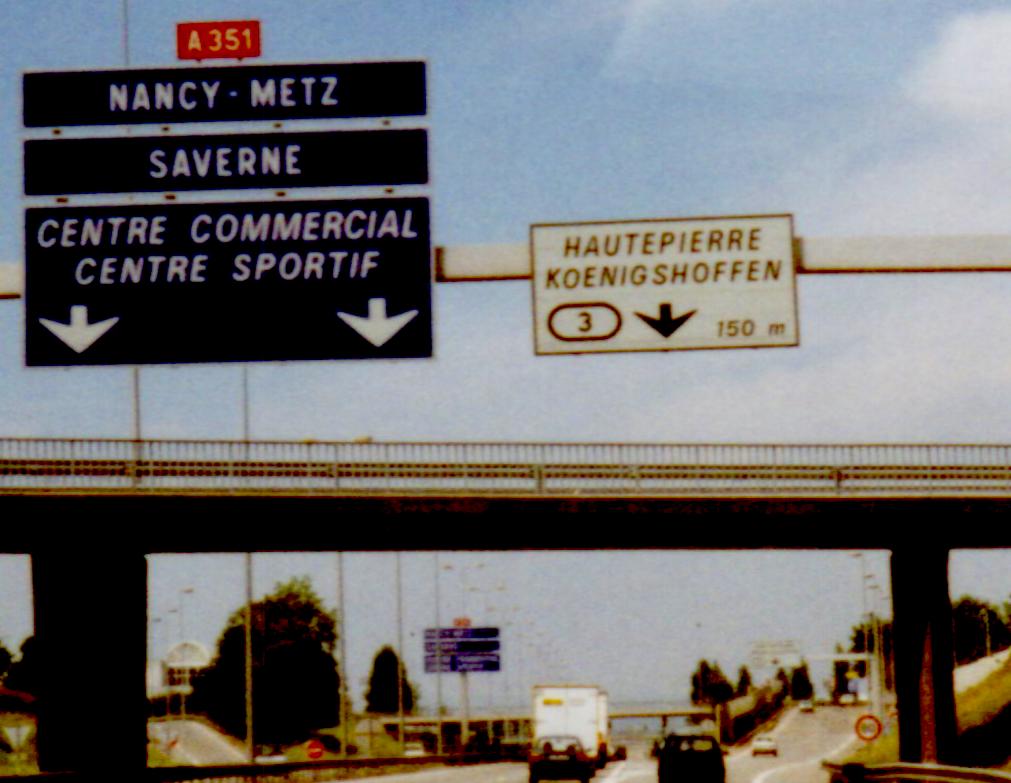 A 351
NANCY - METZ
SAVERNE
CENTRE COMMERCIAL
CENTRE SPORTIF
HAUTEPIERRE
KOENIGSHOFFEN
3 150 m